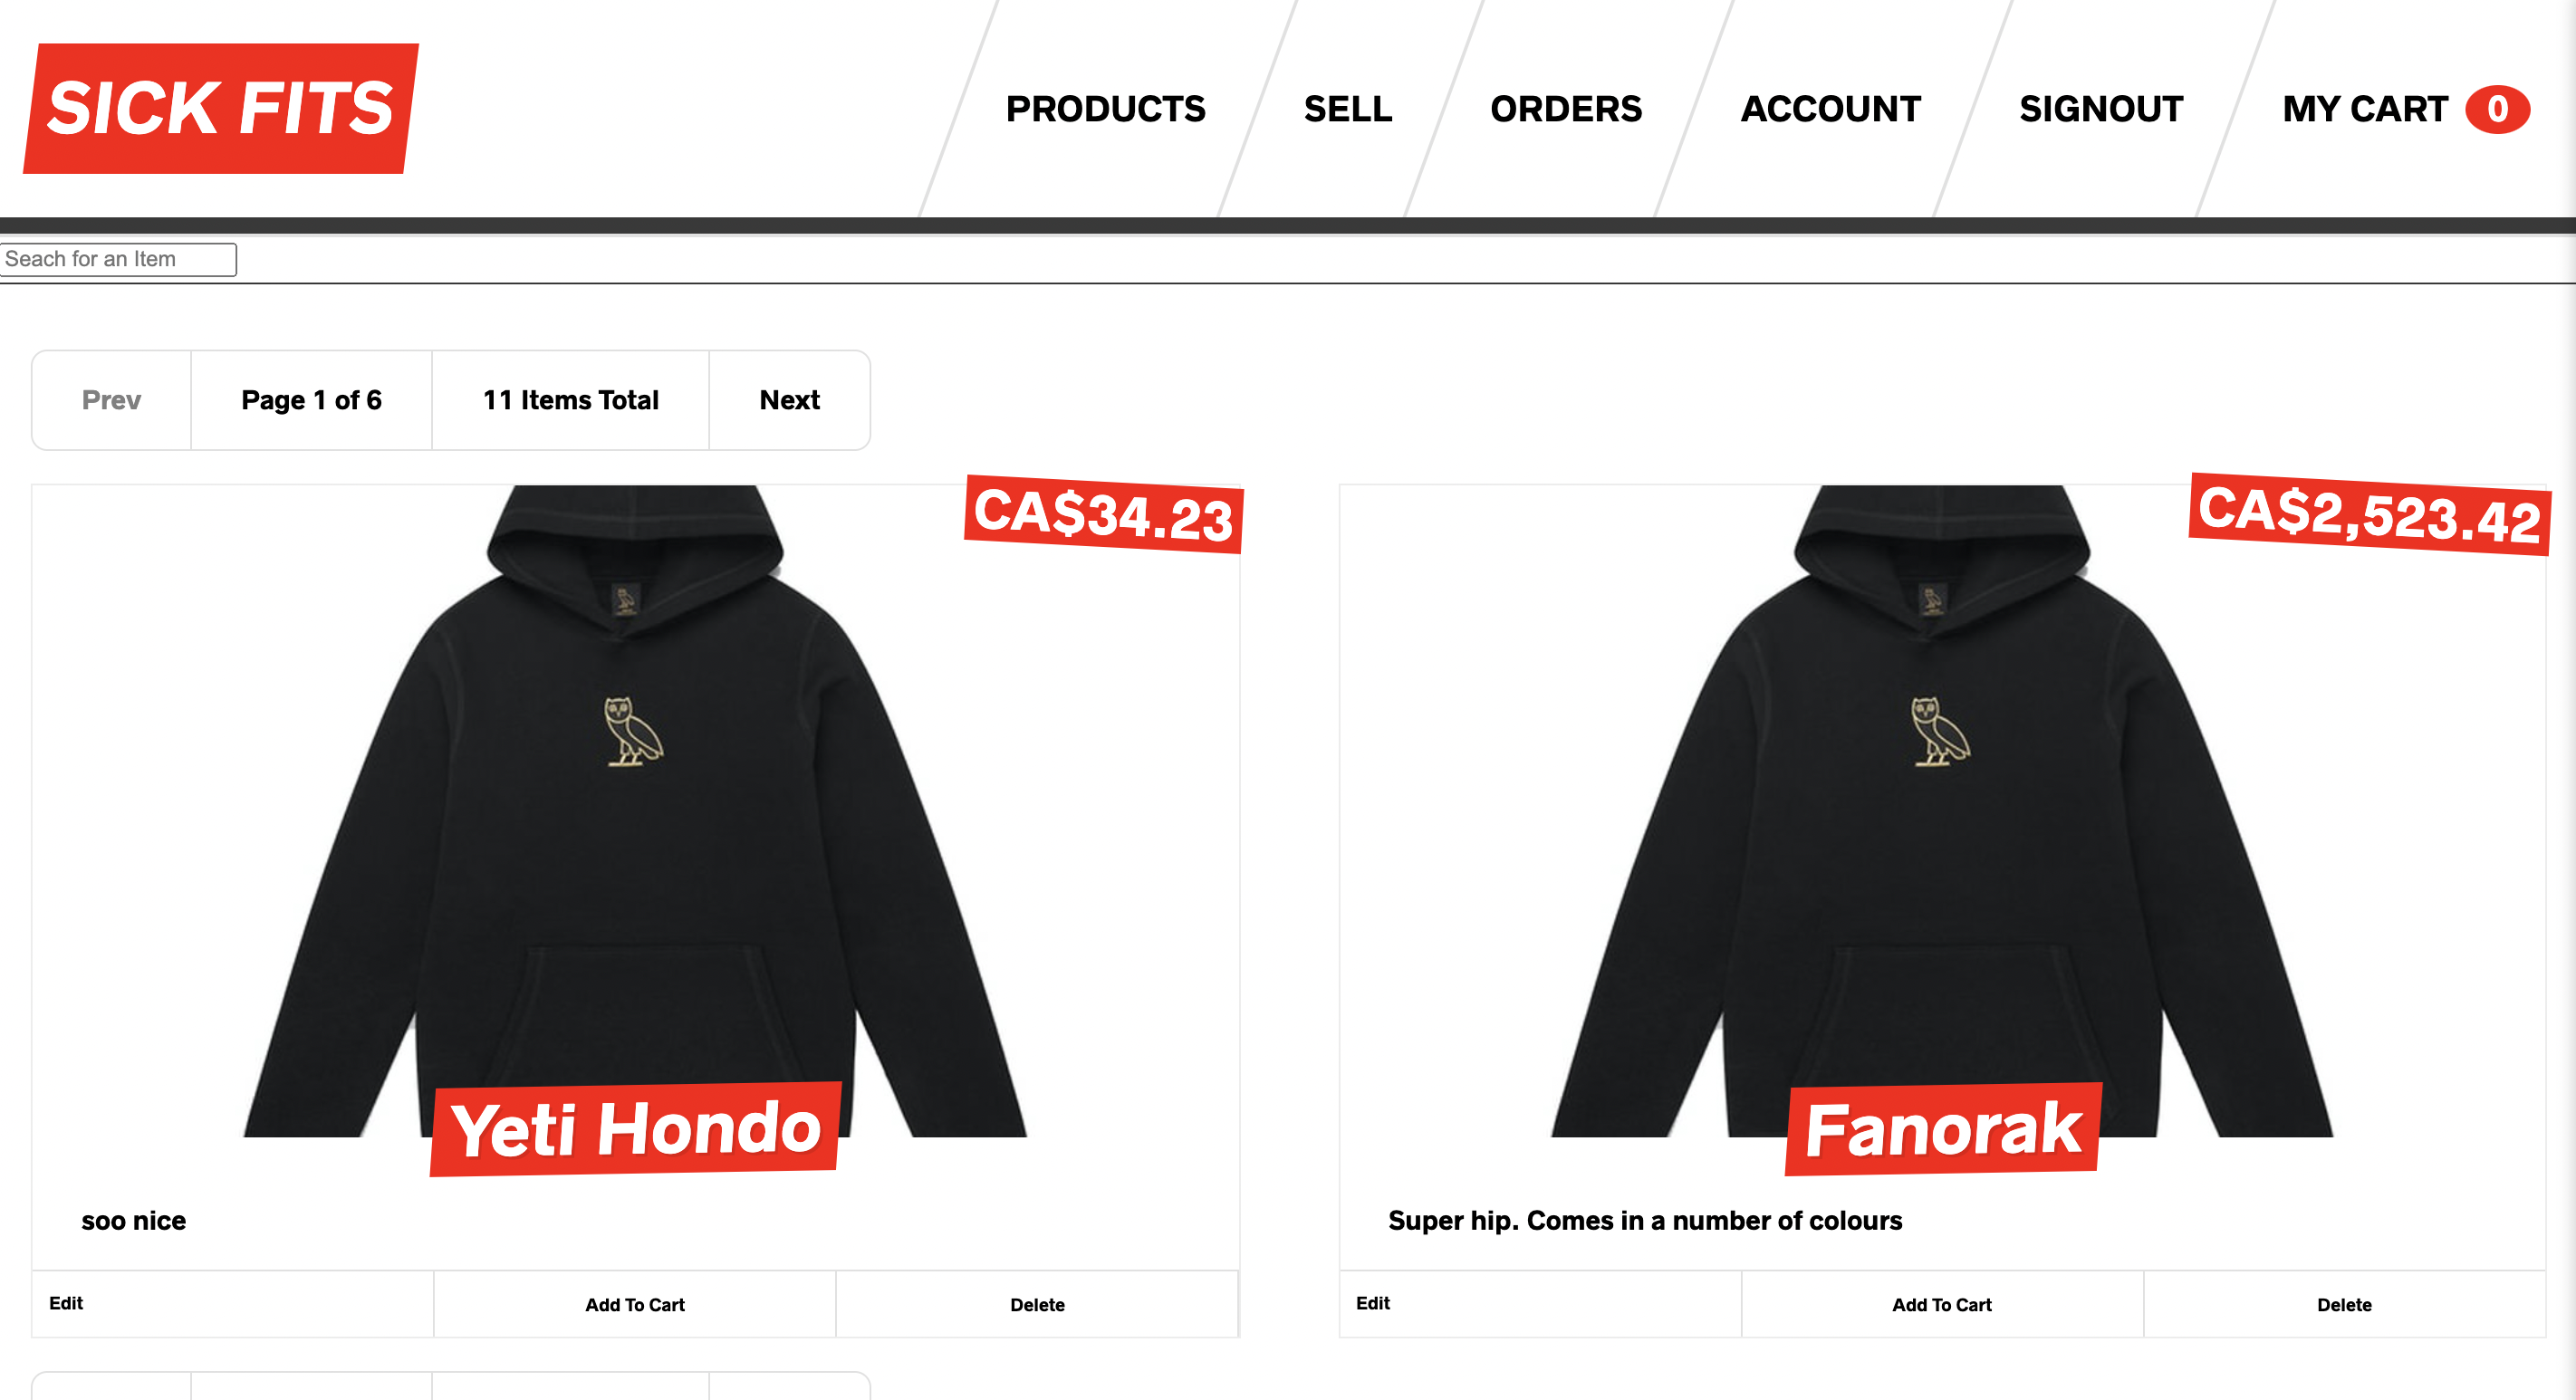 SICK FITS
PRODUCTS SELL ORDERS ACCOUNT SIGNOUT MY CART 0
Seach for an Item
Prev Page 1 of 6 11 Items Total Next
CA$34.23
CA$2,523.42
Yeti Hondo
Fanorak
soo nice
Super hip. Comes in a number of colours
Edit Add To Cart Delete
Edit Add To Cart Delete